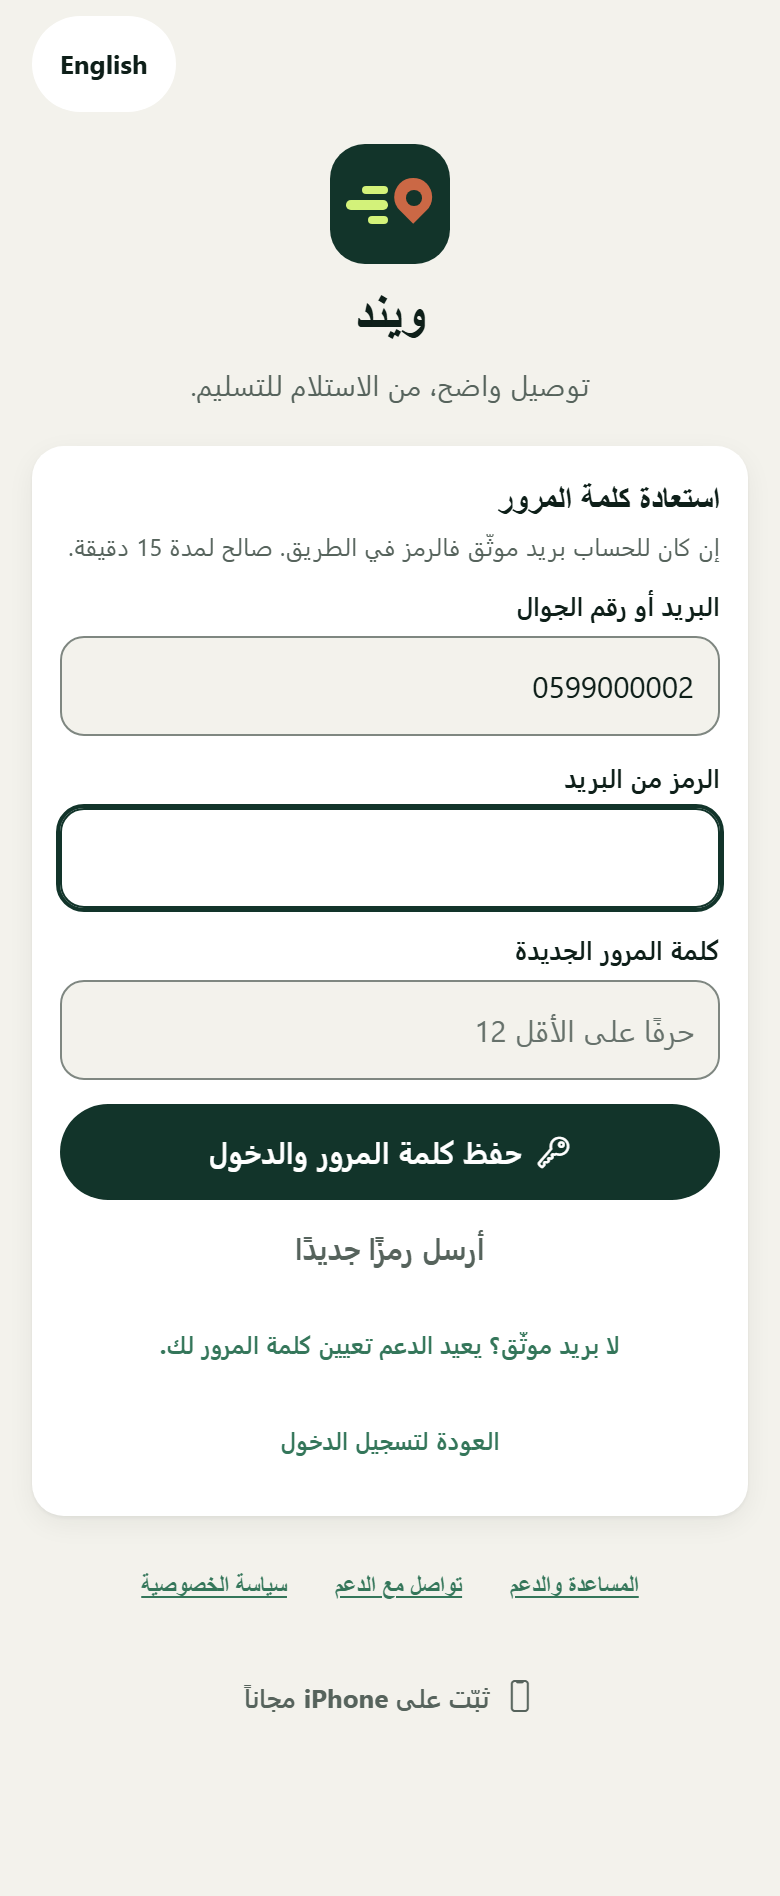 English
ويند
توصيل واضح، من الاستلام للتسليم.
استعادة كلمة المرور
إن كان للحساب بريد موثّق فالرمز في الطريق. صالح لمدة 15 دقيقة.
البريد أو رقم الجوال
0599000002
الرمز من البريد
كلمة المرور الجديدة
حرفًا على الأقل 12
حفظ كلمة المرور والدخول
أرسل رمزًا جديدًا
لا بريد موثّق؟ يعيد الدعم تعيين كلمة المرور لك.
العودة لتسجيل الدخول
المساعدة والدعم
تواصل مع الدعم
سياسة الخصوصية
ثبّت على iPhone مجاناً